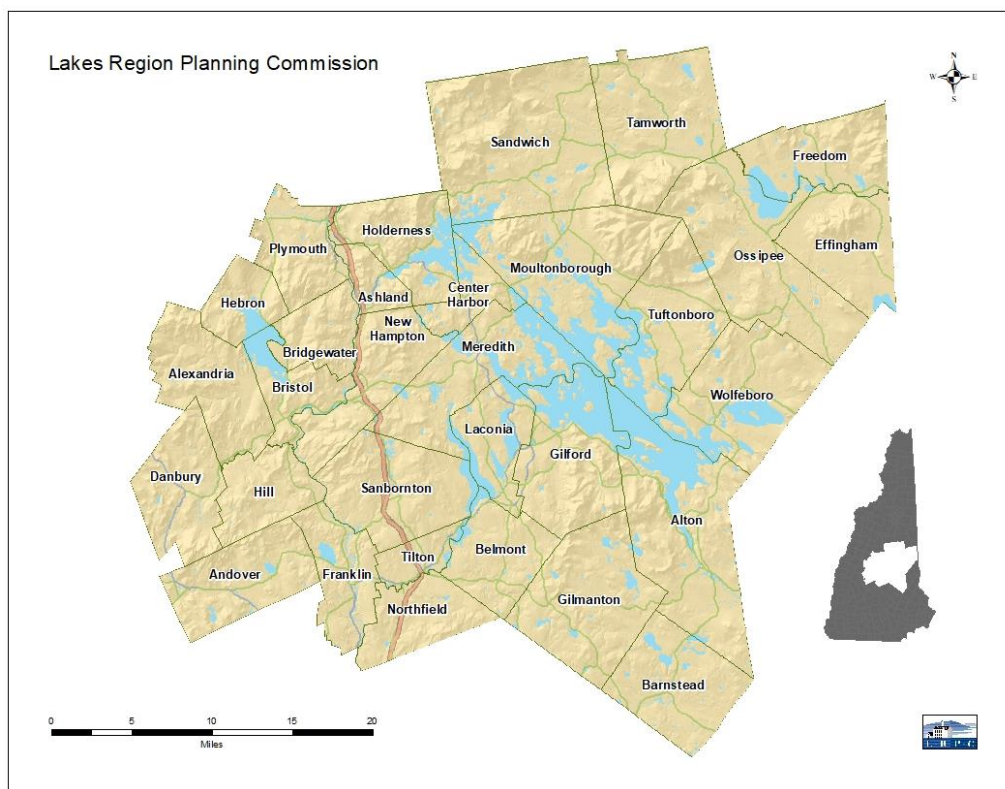 Lakes Region Planning Commission
N
W E
S
Tamworth
Sandwich
Freedom
Holderness
Plymouth
Effingham
Ossipee
Moultonborough
Center
Harbor
Ashland
Hebron
Tuftonboro
New
Hampton
Meredith
Bridgewater
Alexandria
Bristol
Wolfeboro
Laconia
Gilford
Danbury
Hill
Sanbornton
Alton
Belmont
Tilton
Andover
Franklin
Gilmanton
Northfield
Barnstead
0 5 10 15 20
Miles
LRPC